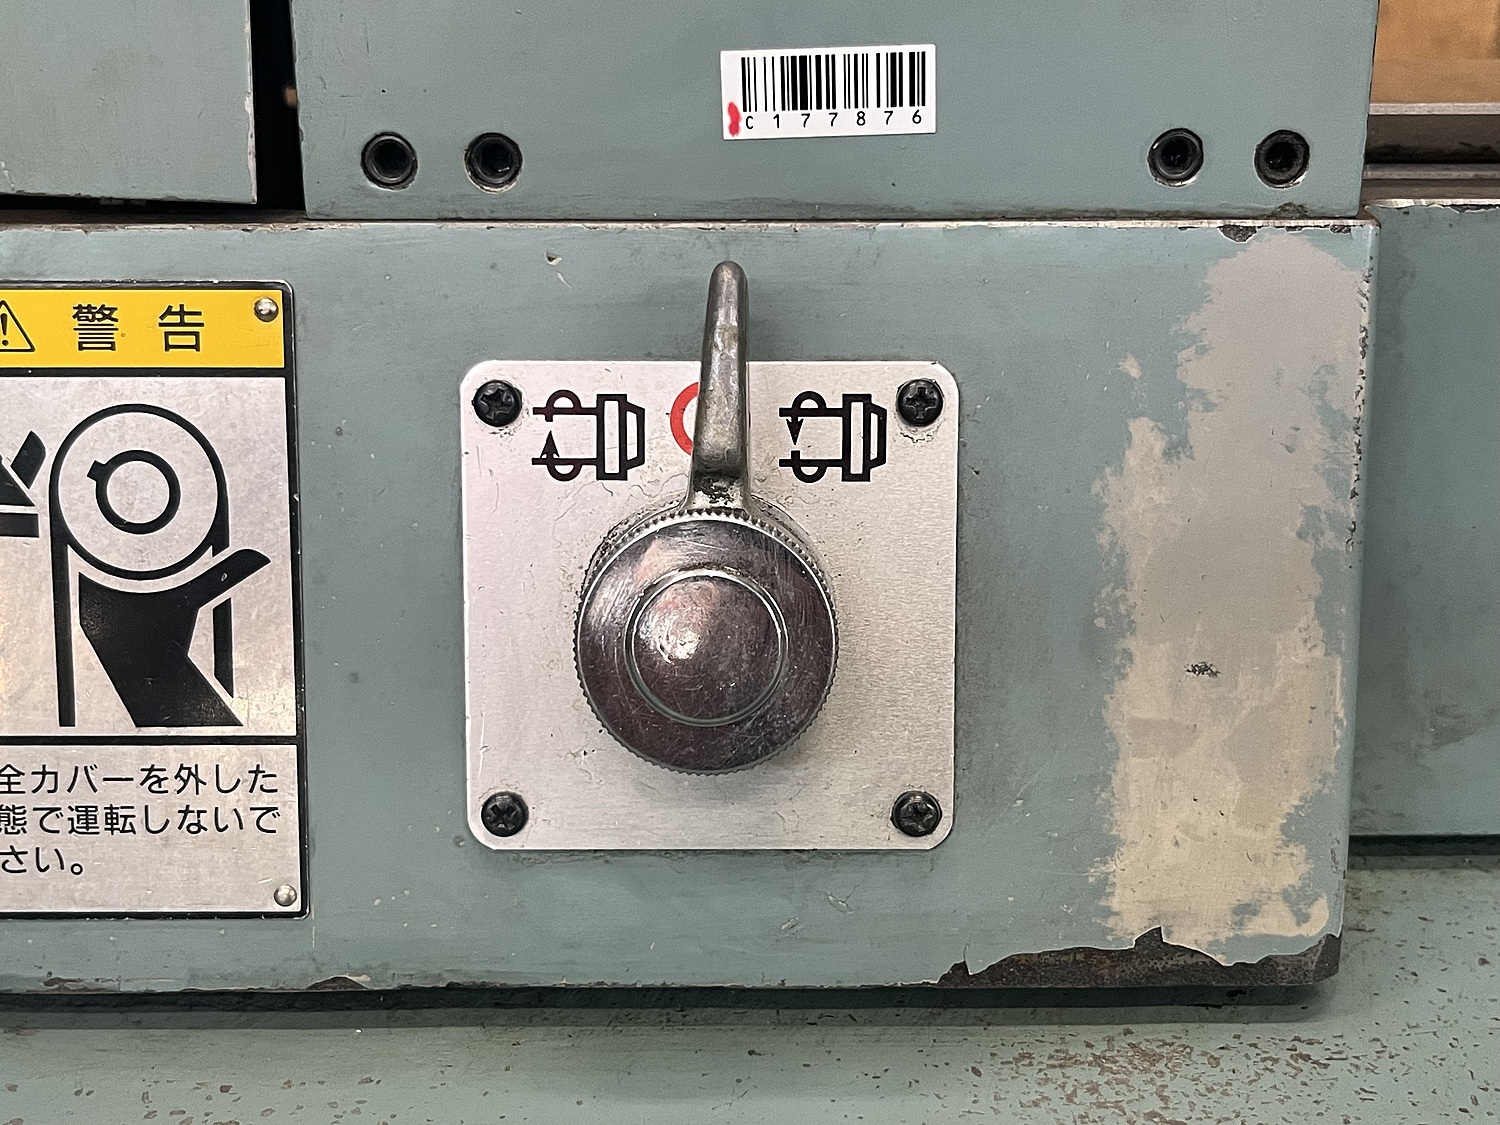 C177876
警告
全カバーを外した
態で運転しないで
さい。